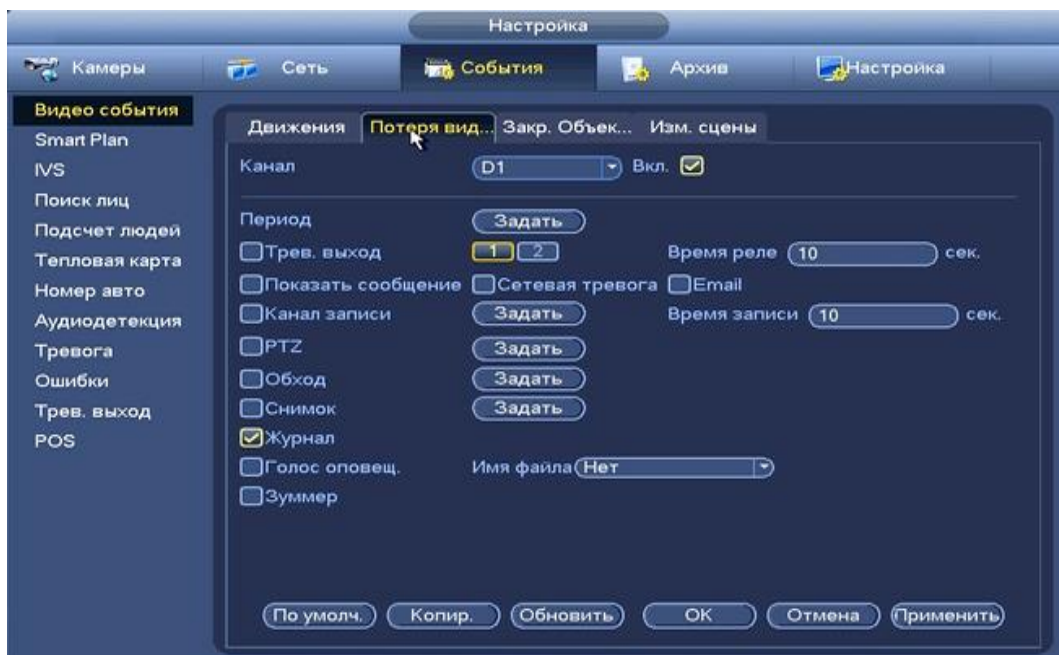 Настройка
Камеры Сеть События Архив Настройка
Видео события
Smart Plan
IVS
Поиск лиц
Подсчет людей
Тепловая карта
Номер авто
Аудиодетекция
Тревога
Ошибки
Трев. выход
POS
Движения Потеря вид... Закр. Объек... Изм. сцены
Канал D1 Вкл.
Период Задать
Трев. выход 1 2 Время реле 10 сек.
Показать сообщение Сетевая тревога Email
Канал записи Задать Время записи 10 сек.
PTZ Задать
Обход Задать
Снимок Задать
Журнал
Голос оповещ. Имя файла Нет
Зуммер
По умолч. Копир. Обновить OK Отмена Применить